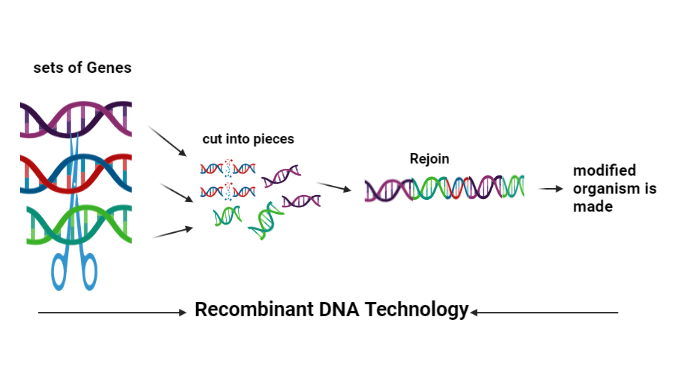 sets of Genes
cut into pieces
Rejoin
modified
organism is
made
Recombinant DNA Technology